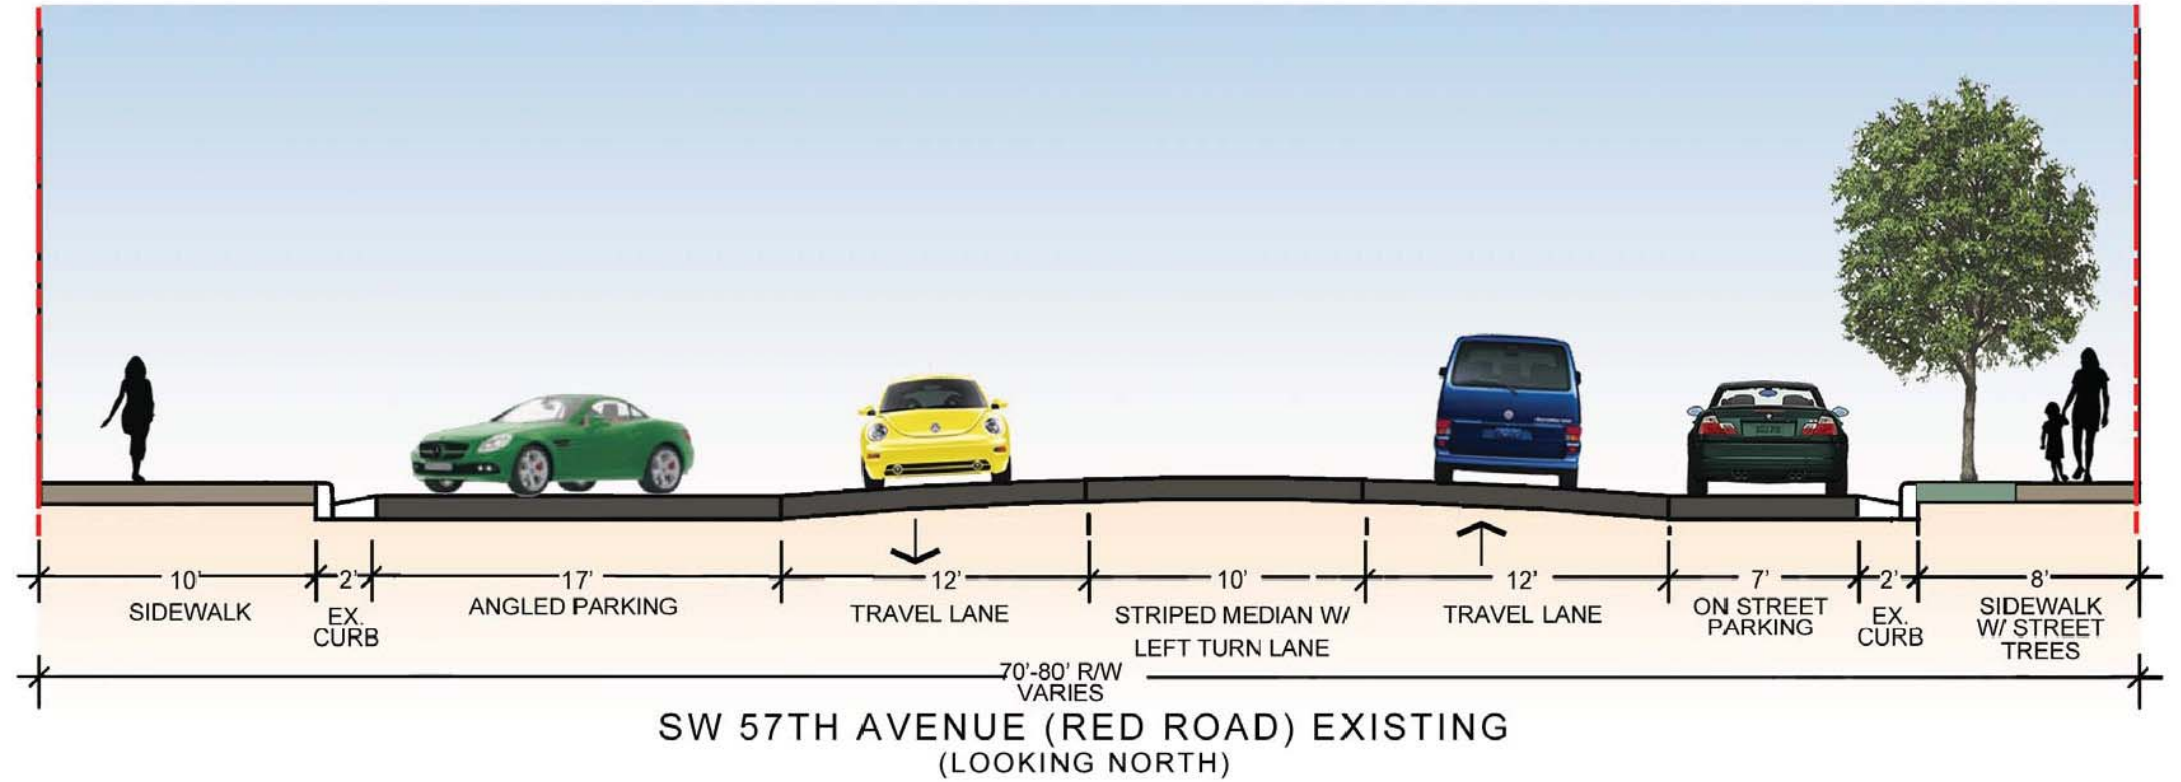 10' 2' 17' 12' 10' 12' 7' 2' 8'
SIDEWALK
EX.
CURB
ANGLED PARKING
TRAVEL LANE
STRIPED MEDIAN W/
LEFT TURN LANE
TRAVEL LANE
ON STREET
PARKING
EX.
CURB
SIDEWALK
W/ STREET
TREES
70'-80' R/W
VARIES
SW 57TH AVENUE (RED ROAD) EXISTING
(LOOKING NORTH)